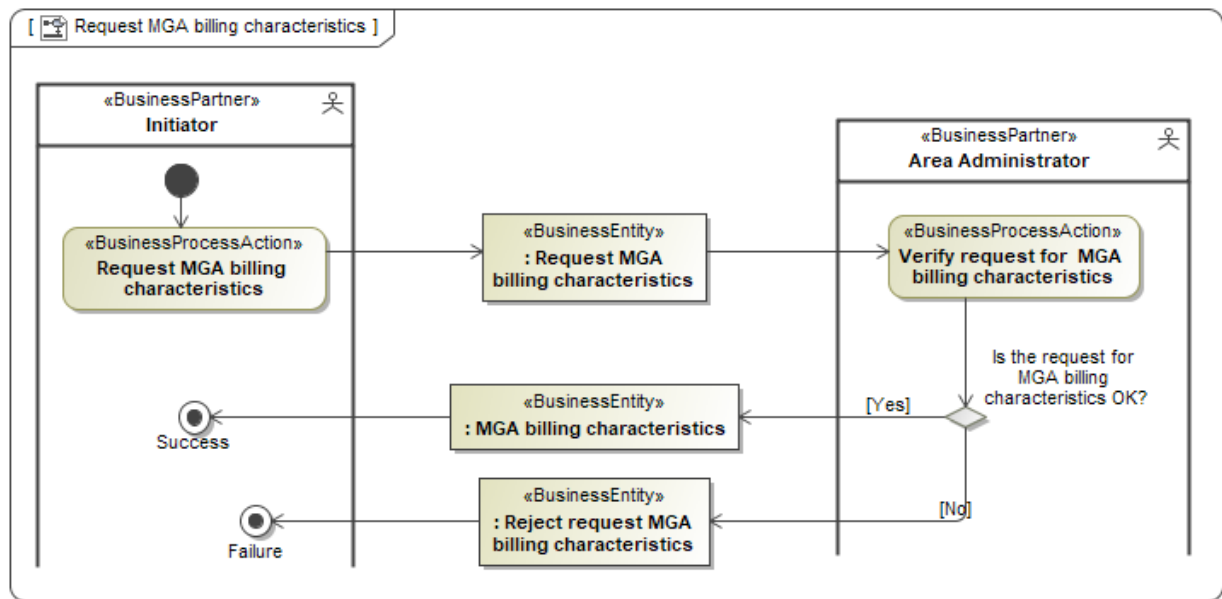 [ Request MGA billing characteristics ]
«BusinessPartner»
Initiator
«BusinessPartner»
Area Administrator
«BusinessProcessAction»
Request MGA billing
characteristics
«BusinessEntity»
: Request MGA
billing characteristics
«BusinessProcessAction»
Verify request for MGA
billing characteristics
Is the request for
MGA billing
characteristics OK?
[Yes]
«BusinessEntity»
: MGA billing characteristics
Success
[No]
«BusinessEntity»
: Reject request MGA
billing characteristics
Failure